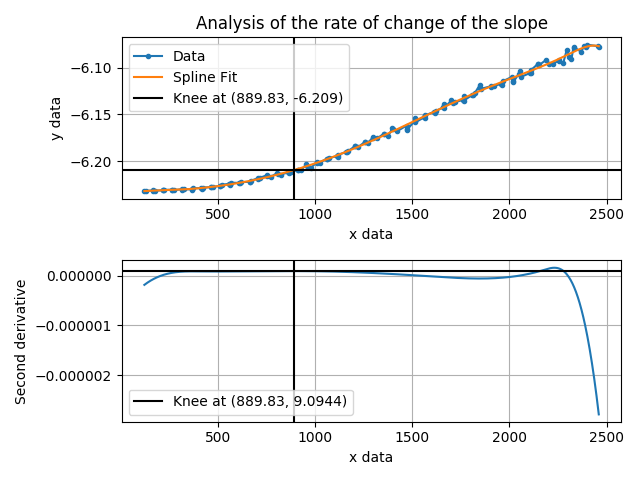 Analysis of the rate of change of the slope
Data
Spline Fit
Knee at (889.83, -6.209)
y data
−6.10
−6.15
−6.20
500
1000
1500
2000
2500
x data
Second derivative
0.000000
−0.000001
−0.000002
Knee at (889.83, 9.0944)
500
1000
1500
2000
2500
x data